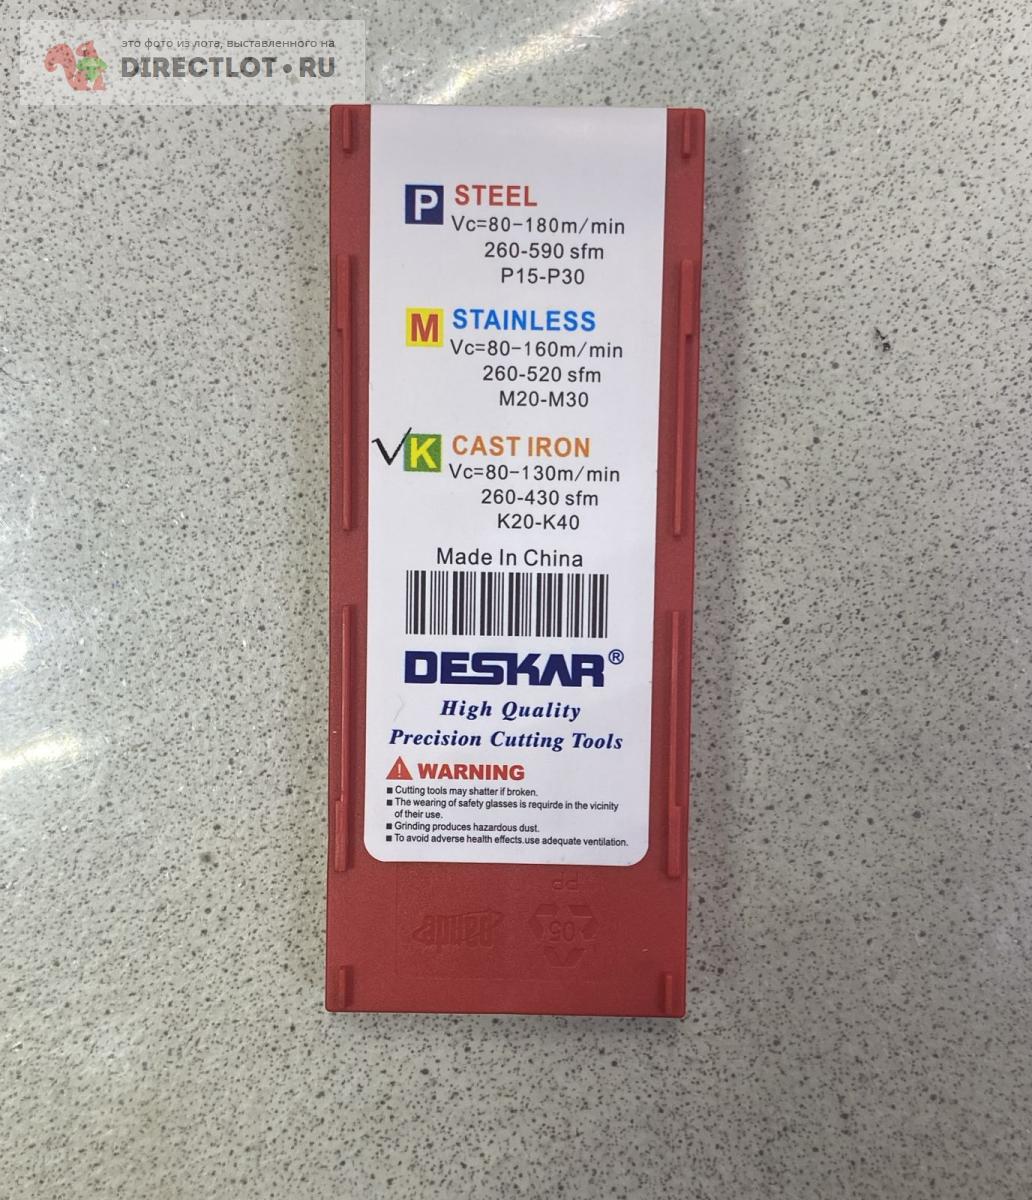 это фото из лота, выставленного на
DIRECTLOT.RU
P STEEL
Vc=80-180m/min
260-590 sfm
P15-P30
M STAINLESS
Vc=80-160m/min
260-520 sfm
M20-M30
√K CAST IRON
Vc=80-130m/min
260-430 sfm
K20-K40
Made In China
DESKAR®
High Quality
Precision Cutting Tools
! WARNING
■ Cutting tools may shatter if broken.
■ The wearing of safety glasses is requirde in the vicinity
of their use.
■ Grinding produces hazardous dust.
■ To avoid adverse health effects.use adequate ventilation.
PP
05